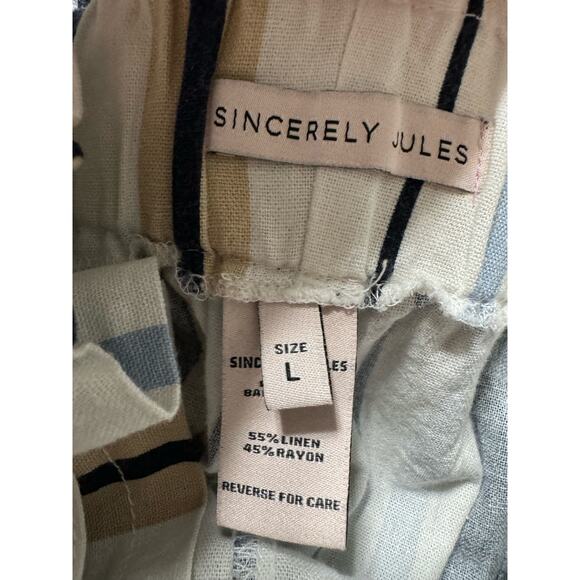 SINCERELY JULES
SIZE
L
55% LINEN
45% RAYON
REVERSE FOR CARE